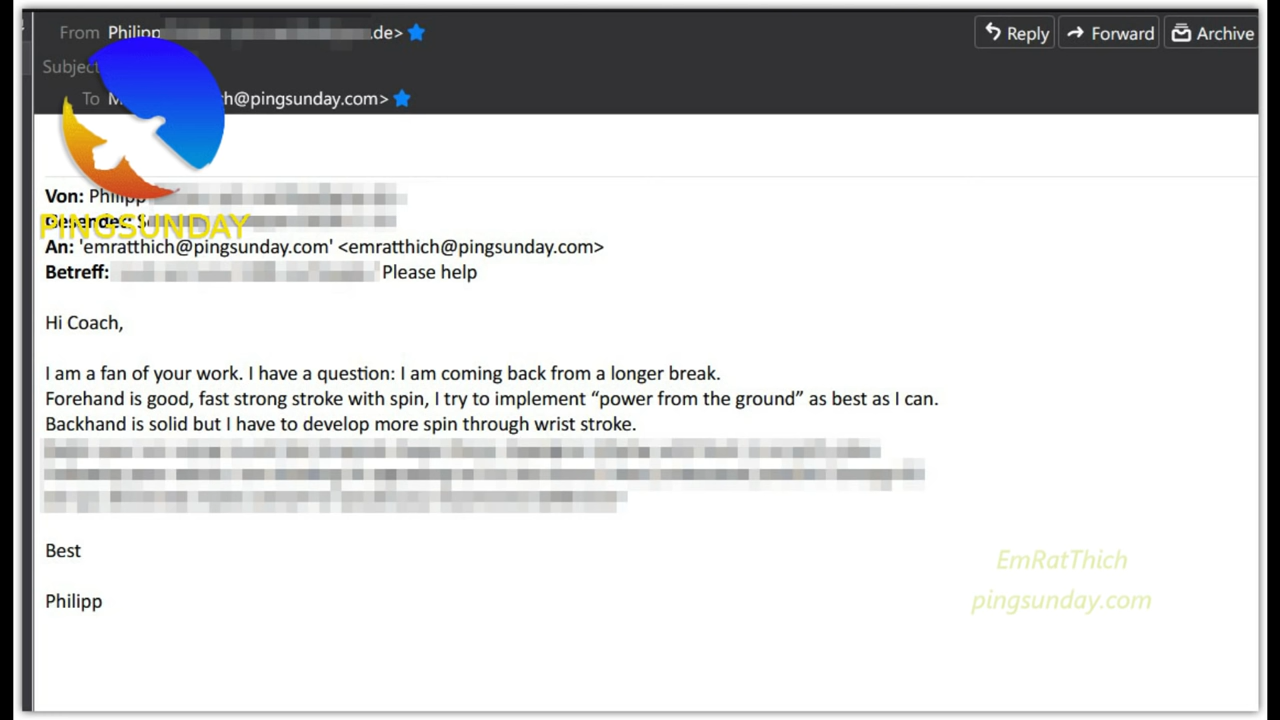 From Philipp .de>
Reply
Forward
Archive
Subject
To M h@pingsunday.com>
Von: Philipp
PINGSUNDAY
Gesendet: S
An: 'emratthich@pingsunday.com' <emratthich@pingsunday.com>
Betreff: Please help
Hi Coach,
I am a fan of your work. I have a question: I am coming back from a longer break.
Forehand is good, fast strong stroke with spin, I try to implement “power from the ground” as best as I can.
Backhand is solid but I have to develop more spin through wrist stroke.
Best
Philipp
EmRatThich
pingsunday.com